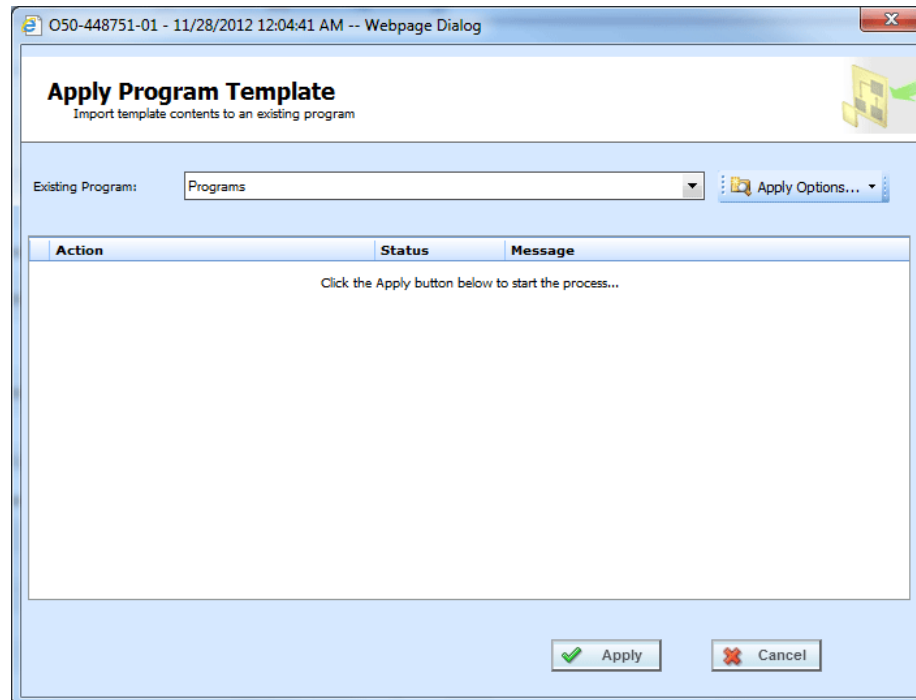 O50-448751-01 - 11/28/2012 12:04:41 AM -- Webpage Dialog
Apply Program Template
Import template contents to an existing program
Existing Program: Programs Apply Options...
Action Status Message
Click the Apply button below to start the process...
Apply Cancel